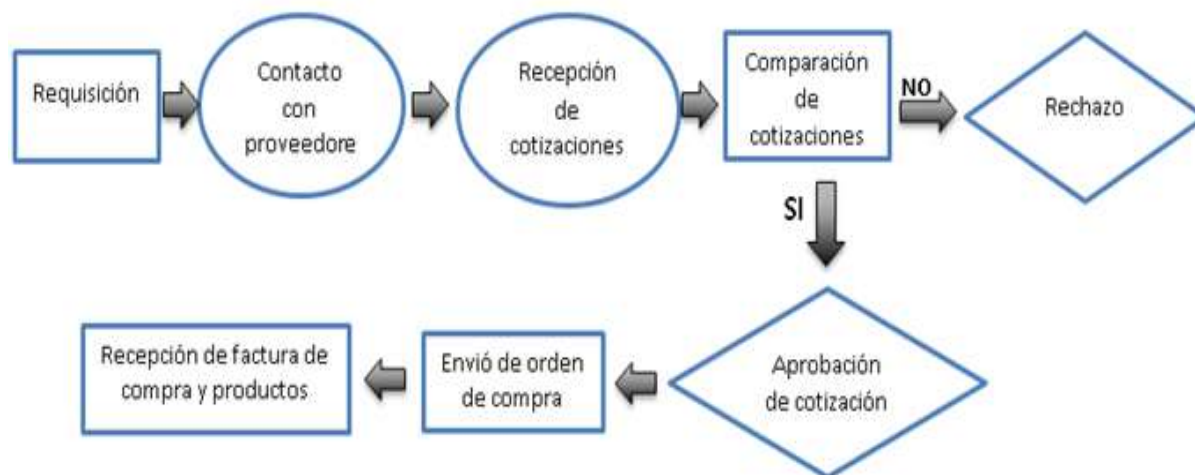 Requisición
Contacto
con
proveedore
Recepción
de
cotizaciones
Comparación
de
cotizaciones
NO
Rechazo
SI
Aprobación
de cotización
Envió de orden
de compra
Recepción de factura de
compra y productos